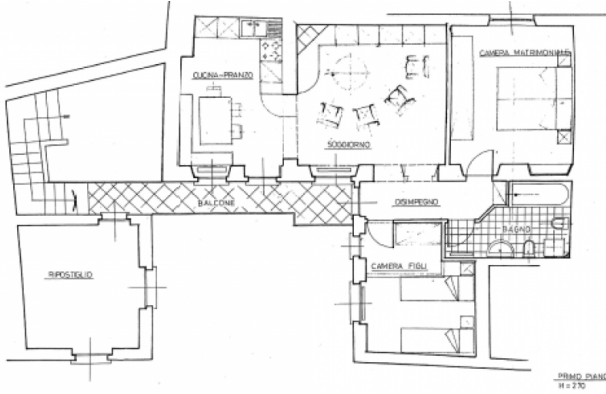 CAMERA MATRIMONIALE
CUCINA-PRANZO
SOGGIORNO
BALCONE
DISIMPEGNO
BAGNO
RIPOSTIGLIO
CAMERA FIGLI
PRIMO PIANO
H = 270